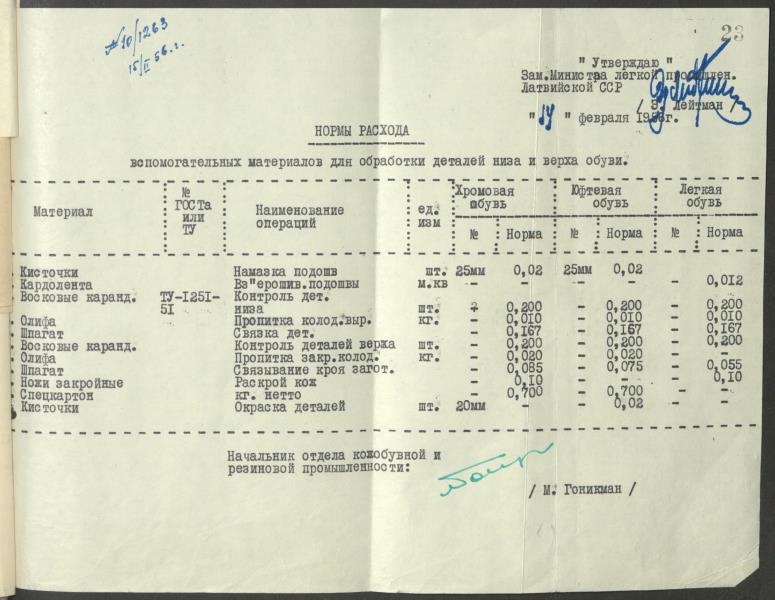 №10/1263
15/II 56.г.
23
" Утверждаю "
Зам.Министра легкой промышлен.
Латвийской ССР
/ З. Лейтман /
" " февраля 1956г.
НОРМЫ РАСХОДА
вспомогательных материалов для обработки деталей низа и верха обуви.
Материал № ГОСТа или ТУ Наименование операций ед. изм Хромовая обувь Юфтевая обувь Легкая обувь
№ Норма № Норма № Норма
Кисточки Намазка подошв шт. 25мм 0,02 25мм 0,02
Кардолента Вз"ерошив.подошвы м.кв - - - - - 0,012
Восковые каранд. ТУ-1251- Контроль дет.
51 низа шт. 0,200 - 0,200 - 0,200
Олифа Пропитка колод.выр. кг. - 0,010 - 0,010 - 0,010
Шпагат Связка дет. - 0,167 - 0,167 - 0,167
Восковые каранд. Контроль деталей верха шт. - 0,200 - 0,200 - 0,200
Олифа Пропитка закр.колод. кг. - 0,020 - 0,020 - -
Шпагат Связывание кроя загот. - 0,085 - 0,075 - 0,055
Ножи закройные Раскрой кож - 0,10 - - - 0,10
Спецкартон кг. нетто - 0,700 - 0,700 - -
Кисточки Окраска деталей шт. 20мм - - 0,02 - -
Начальник отдела кожобувной и
резиновой промышленности:
/ М. Гоникман /